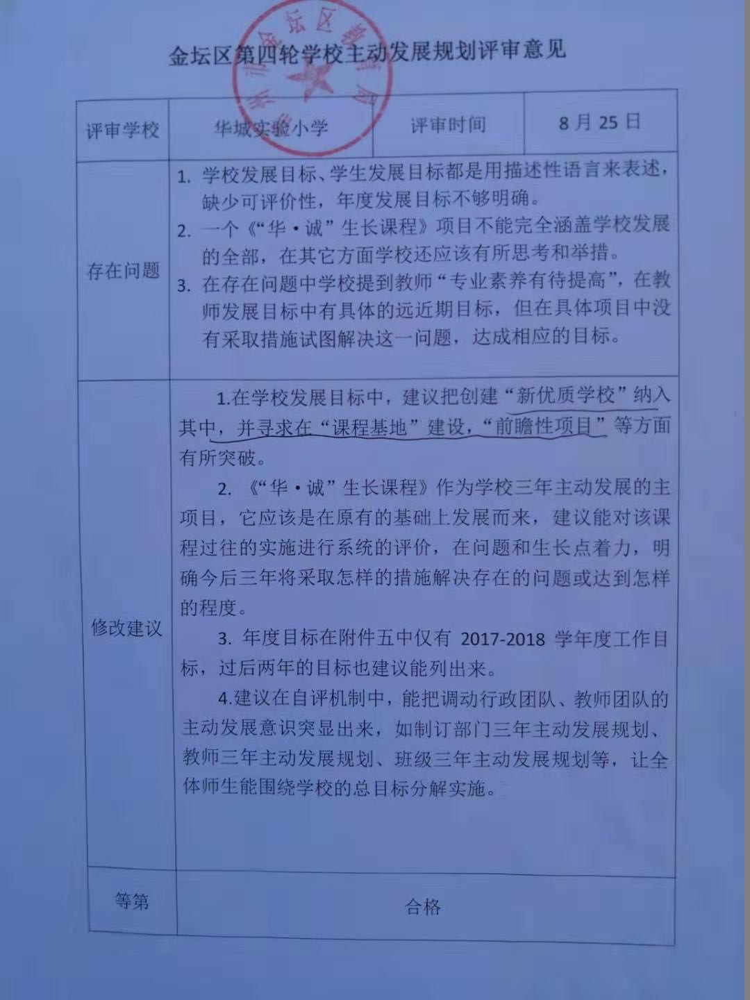 金坛区第四轮学校主动发展规划评审意见
常州市金坛区教育局
评审学校 华城实验小学 评审时间 8月25日
存在问题
1. 学校发展目标、学生发展目标都是用描述性语言来表述，
缺少可评价性，年度发展目标不够明确。
2. 一个《“华·诚”生长课程》项目不能完全涵盖学校发展
的全部，在其它方面学校还应该有所思考和举措。
3. 在存在问题中学校提到教师“专业素养有待提高”，在教
师发展目标中有具体的远近期目标，但在具体项目中没
有采取措施试图解决这一问题，达成相应的目标。
修改建议
1.在学校发展目标中，建议把创建“新优质学校”纳入
其中，并寻求在“课程基地”建设，“前瞻性项目”等方面
有所突破。
2. 《“华·诚”生长课程》作为学校三年主动发展的主
项目，它应该是在原有的基础上发展而来，建议能对该课
程过往的实施进行系统的评价，在问题和生长点着力，明
确今后三年将采取怎样的措施解决存在的问题或达到怎样
的程度。
3. 年度目标在附件五中仅有 2017-2018 学年度工作目
标，过后两年的目标也建议能列出来。
4.建议在自评机制中，能把调动行政团队、教师团队的
主动发展意识突显出来，如制订部门三年主动发展规划、
教师三年主动发展规划、班级三年主动发展规划等，让全
体师生能围绕学校的总目标分解实施。
等第 合格